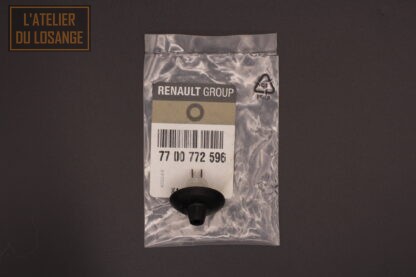 L'ATELIER
DU LOSANGE
RENAULT GROUP
77 00 772 596